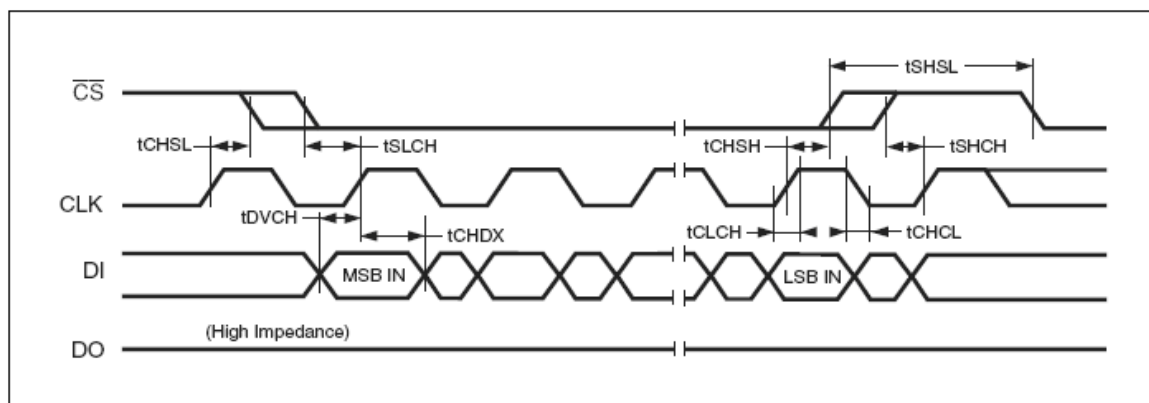 tSHSL
CS
tCHSL
tSLCH
tCHSH
tSHCH
CLK
tDVCH
tCHDX
tCLCH
tCHCL
DI
MSB IN
LSB IN
(High Impedance)
DO